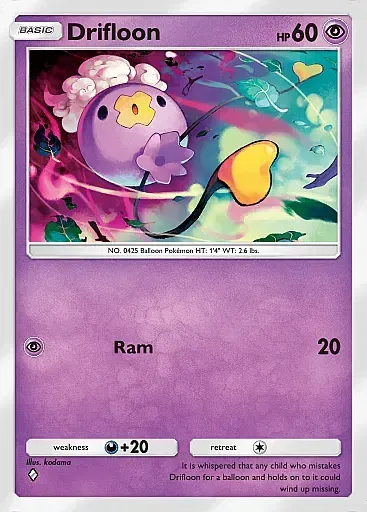 BASIC Drifloon HP 60
NO. 0425 Balloon Pokémon HT: 1'4" WT: 2.6 lbs.
Ram 20
weakness +20 retreat
Illus. kodama
It is whispered that any child who mistakes
Drifloon for a balloon and holds on to it could
wind up missing.